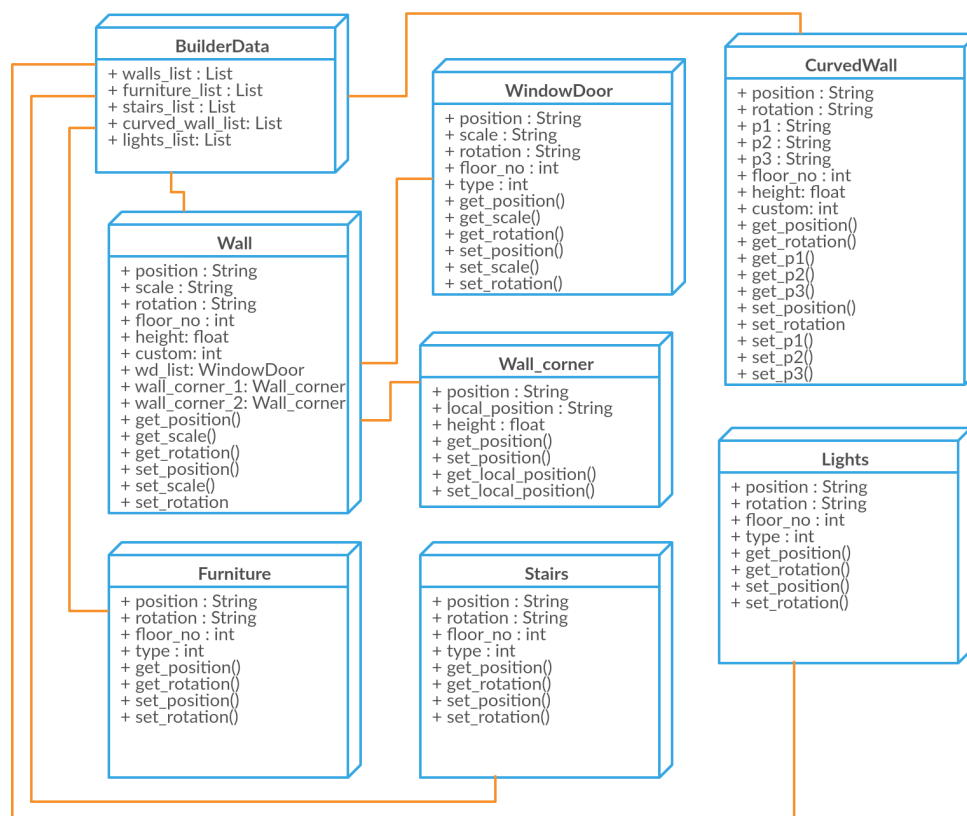 BuilderData
+ walls_list : List
+ furniture_list : List
+ stairs_list : List
+ curved_wall_list: List
+ lights_list: List
WindowDoor
+ position : String
+ scale : String
+ rotation : String
+ floor_no : int
+ type : int
+ get_position()
+ get_scale()
+ get_rotation()
+ set_position()
+ set_scale()
+ set_rotation()
CurvedWall
+ position : String
+ rotation : String
+ p1 : String
+ p2 : String
+ p3 : String
+ floor_no : int
+ height: float
+ custom: int
+ get_position()
+ get_rotation()
+ get_p1()
+ get_p2()
+ get_p3()
+ set_position()
+ set_rotation
+ set_p1()
+ set_p2()
+ set_p3()
Wall
+ position : String
+ scale : String
+ rotation : String
+ floor_no : int
+ height: float
+ custom: int
+ wd_list: WindowDoor
+ wall_corner_1: Wall_corner
+ wall_corner_2: Wall_corner
+ get_position()
+ get_scale()
+ get_rotation()
+ set_position()
+ set_scale()
+ set_rotation
Wall_corner
+ position : String
+ local_position : String
+ height : float
+ get_position()
+ set_position()
+ get_local_position()
+ set_local_position()
Lights
+ position : String
+ rotation : String
+ floor_no : int
+ type : int
+ get_position()
+ get_rotation()
+ set_position()
+ set_rotation()
Furniture
+ position : String
+ rotation : String
+ floor_no : int
+ type : int
+ get_position()
+ get_rotation()
+ set_position()
+ set_rotation()
Stairs
+ position : String
+ rotation : String
+ floor_no : int
+ type : int
+ get_position()
+ get_rotation()
+ set_position()
+ set_rotation()